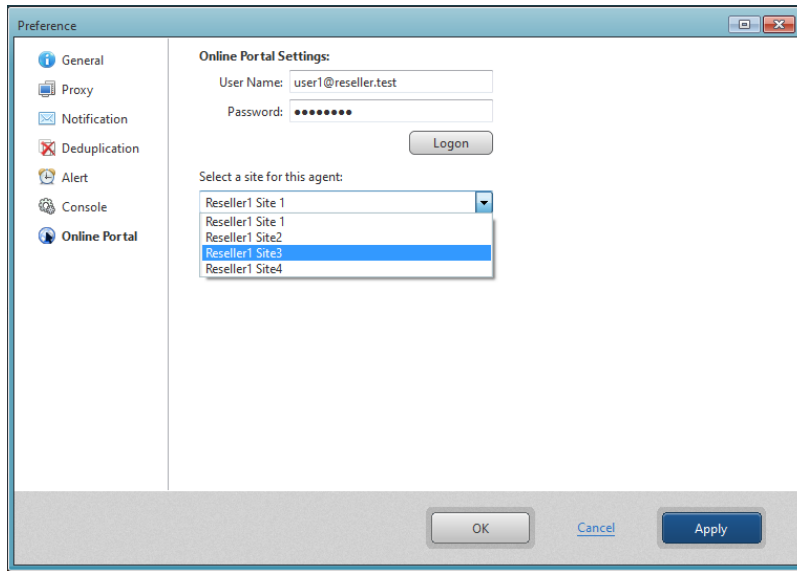 Preference
General
Proxy
Notification
Deduplication
Alert
Console
Online Portal
Online Portal Settings:
User Name: user1@reseller.test
Password: ●●●●●●●●
Logon
Select a site for this agent:
Reseller1 Site 1
Reseller1 Site 1
Reseller1 Site2
Reseller1 Site3
Reseller1 Site4
OK Cancel Apply